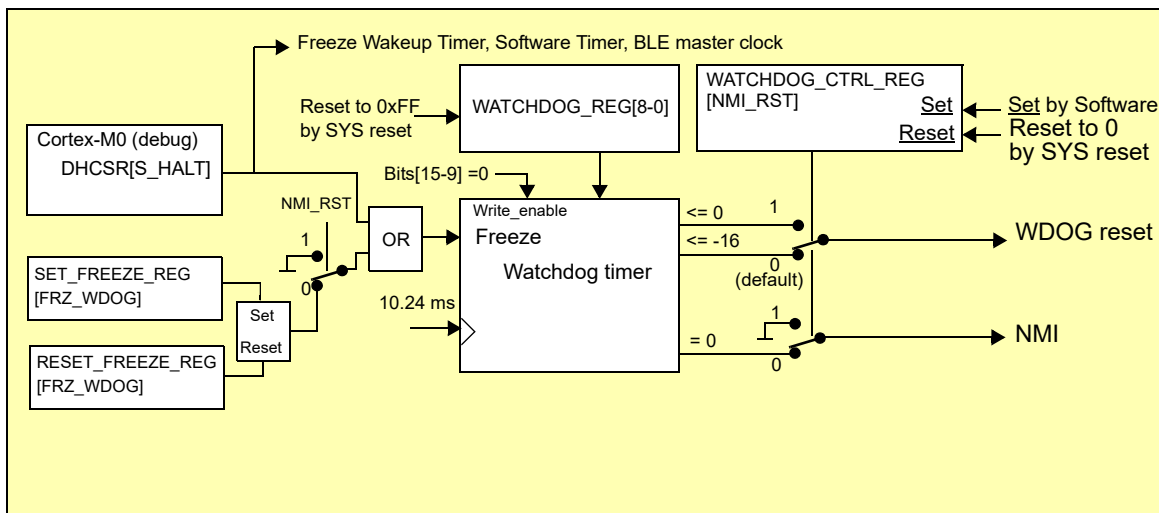 Freeze Wakeup Timer, Software Timer, BLE master clock
Reset to 0xFF
by SYS reset
WATCHDOG_REG[8-0]
WATCHDOG_CTRL_REG
[NMI_RST]
Set
Reset
Set by Software
Reset to 0
by SYS reset
Cortex-M0 (debug)
DHCSR[S_HALT]
Bits[15-9] =0
NMI_RST
1
0
OR
Write_enable
Freeze
Watchdog timer
10.24 ms
<= 0
<= -16
= 0
1
0
(default)
WDOG reset
1
0
NMI
SET_FREEZE_REG
[FRZ_WDOG]
Set
Reset
RESET_FREEZE_REG
[FRZ_WDOG]